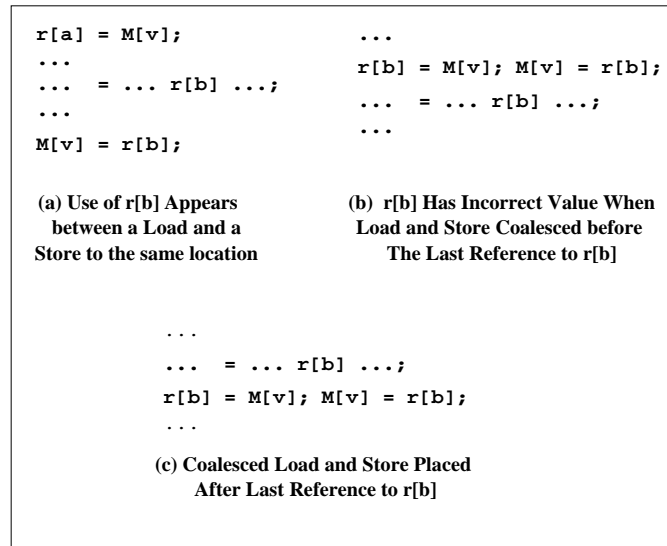 r[a] = M[v];
...
... = ... r[b] ...;
...
M[v] = r[b];
(a) Use of r[b] Appears
between a Load and a
Store to the same location
...
r[b] = M[v]; M[v] = r[b];
... = ... r[b] ...;
...
(b) r[b] Has Incorrect Value When
Load and Store Coalesced before
The Last Reference to r[b]
...
... = ... r[b] ...;
r[b] = M[v]; M[v] = r[b];
...
(c) Coalesced Load and Store Placed
After Last Reference to r[b]